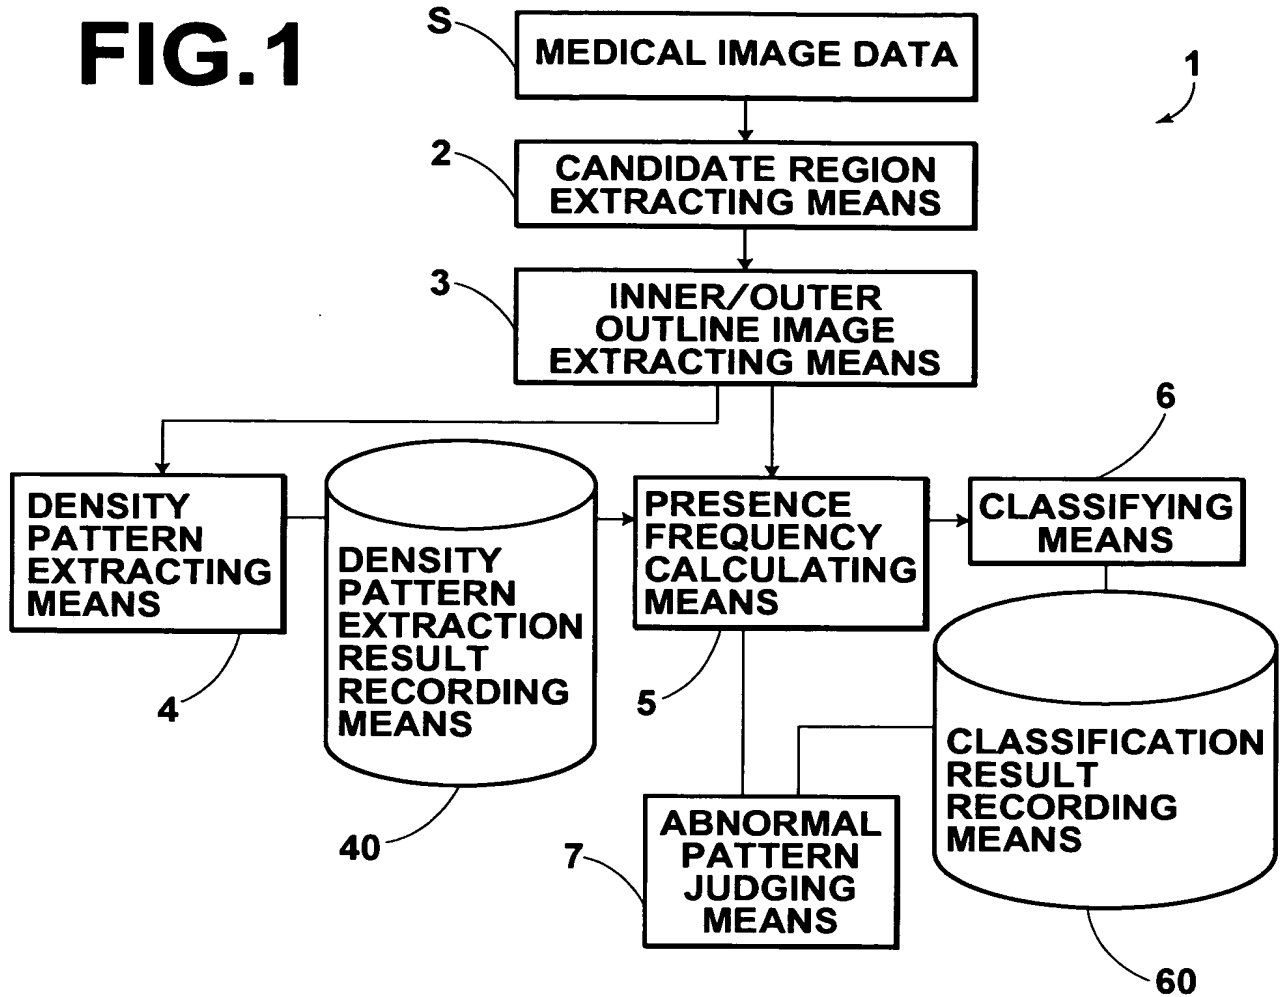 FIG.1
S
MEDICAL IMAGE DATA
1
2
CANDIDATE REGION
EXTRACTING MEANS
3
INNER/OUTER
OUTLINE IMAGE
EXTRACTING MEANS
6
DENSITY
PATTERN
EXTRACTING
MEANS
4
DENSITY
PATTERN
EXTRACTION
RESULT
RECORDING
MEANS
40
PRESENCE
FREQUENCY
CALCULATING
MEANS
5
CLASSIFYING
MEANS
CLASSIFICATION
RESULT
RECORDING
MEANS
60
7
ABNORMAL
PATTERN
JUDGING
MEANS